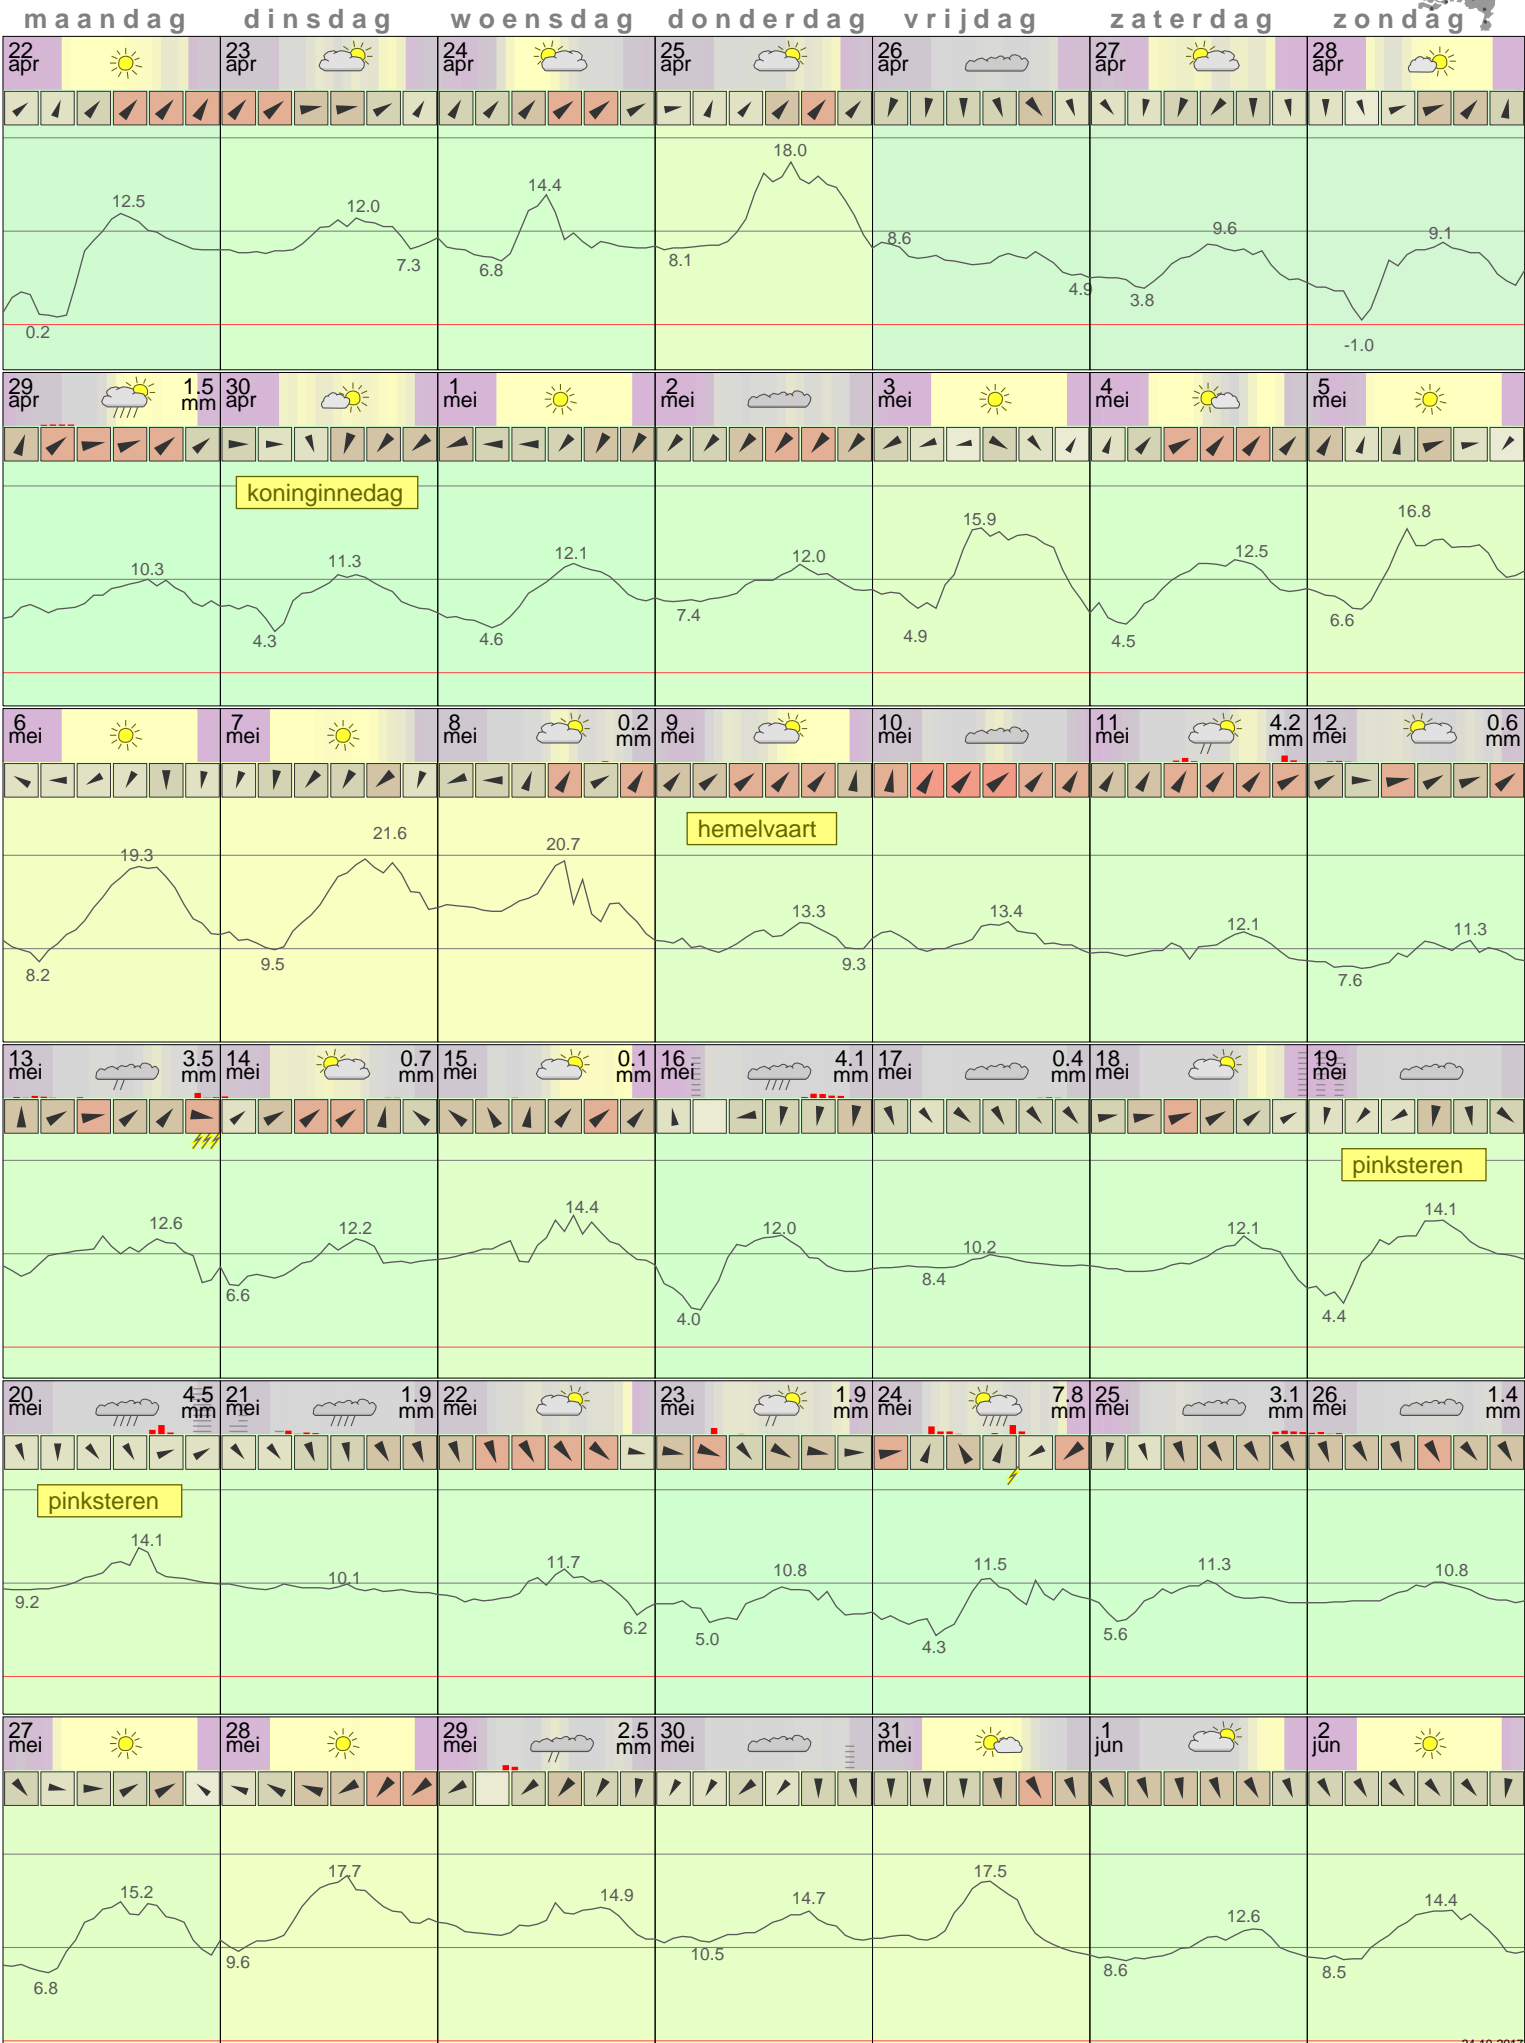 maandag dinsdag woensdag donderdag vrijdag zaterdag zondag
22 apr 23 apr 24 apr 25 apr 26 apr 27 apr 28 apr
18.0
14.4
12.5 12.0 9.6 9.1
8.6
7.3 6.8 8.1 4.9 3.8
0.2 -1.0
29 apr 1.5 mm 30 apr 1 mei 2 mei 3 mei 4 mei 5 mei
koninginnedag
15.9 16.8
10.3 11.3 12.1 12.0 12.5
4.3 4.6 7.4 4.9 4.5 6.6
6 mei 7 mei 8 mei 0.2 mm 9 mei 10 mei 11 mei 4.2 mm 12 mei 0.6 mm
hemelvaart
19.3 21.6 20.7
13.3 13.4 12.1 11.3
8.2 9.5 9.3 7.6
13 mei 3.5 mm 14 mei 0.7 mm 15 mei 0.1 mm 16 mei 4.1 mm 17 mei 0.4 mm 18 mei 19 mei
pinksteren
12.6 12.2 14.4 12.0 10.2 12.1 14.1
6.6 4.0 8.4 4.4
20 mei 4.5 mm 21 mei 1.9 mm 22 mei 23 mei 1.9 mm 24 mei 7.8 mm 25 mei 3.1 mm 26 mei 1.4 mm
pinksteren
14.1 10.1 11.7 10.8 11.5 11.3 10.8
9.2 6.2 5.0 4.3 5.6
27 mei 28 mei 29 mei 2.5 mm 30 mei 31 mei 1 jun 2 jun
15.2 17.7 14.9 14.7 17.5 12.6 14.4
6.8 9.6 10.5 8.6 8.5